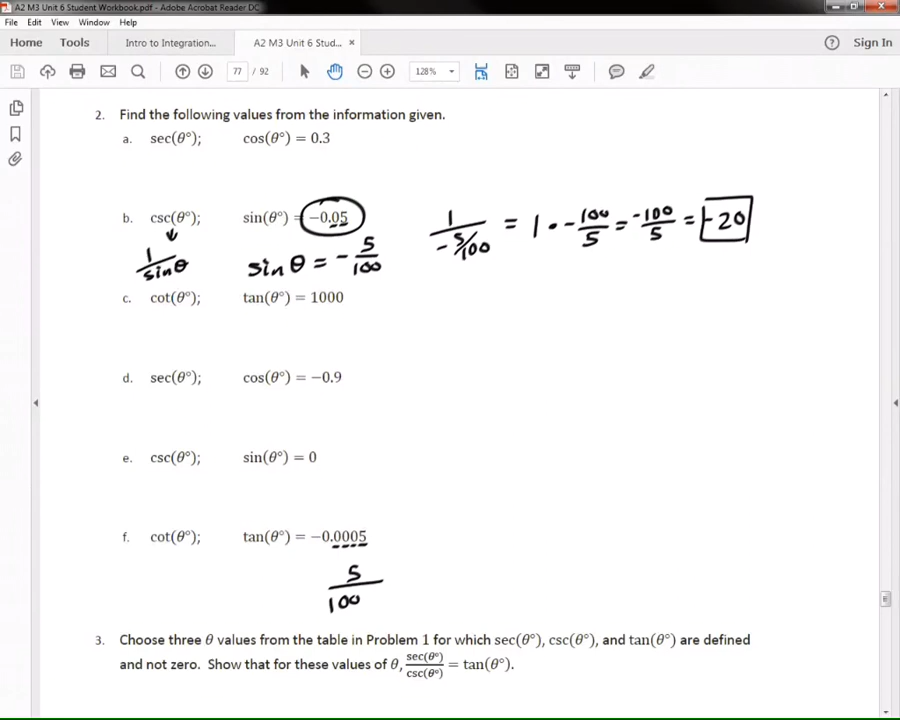 A2 M3 Unit 6 Student Workbook.pdf - Adobe Acrobat Reader DC
File Edit View Window Help
Home Tools Intro to Integration... A2 M3 Unit 6 Stud... × Sign In
77 / 92 128%
2. Find the following values from the information given.
a. sec(θ°); cos(θ°) = 0.3
b. csc(θ°); sin(θ°) = −0.05 1/(−5/100) = 1 · −100/5 = −100/5 = −20
1/sinθ sin θ = − 5/100
c. cot(θ°); tan(θ°) = 1000
d. sec(θ°); cos(θ°) = −0.9
e. csc(θ°); sin(θ°) = 0
f. cot(θ°); tan(θ°) = −0.0005
5/100
3. Choose three θ values from the table in Problem 1 for which sec(θ°), csc(θ°), and tan(θ°) are defined
and not zero. Show that for these values of θ, sec(θ°)/csc(θ°) = tan(θ°).